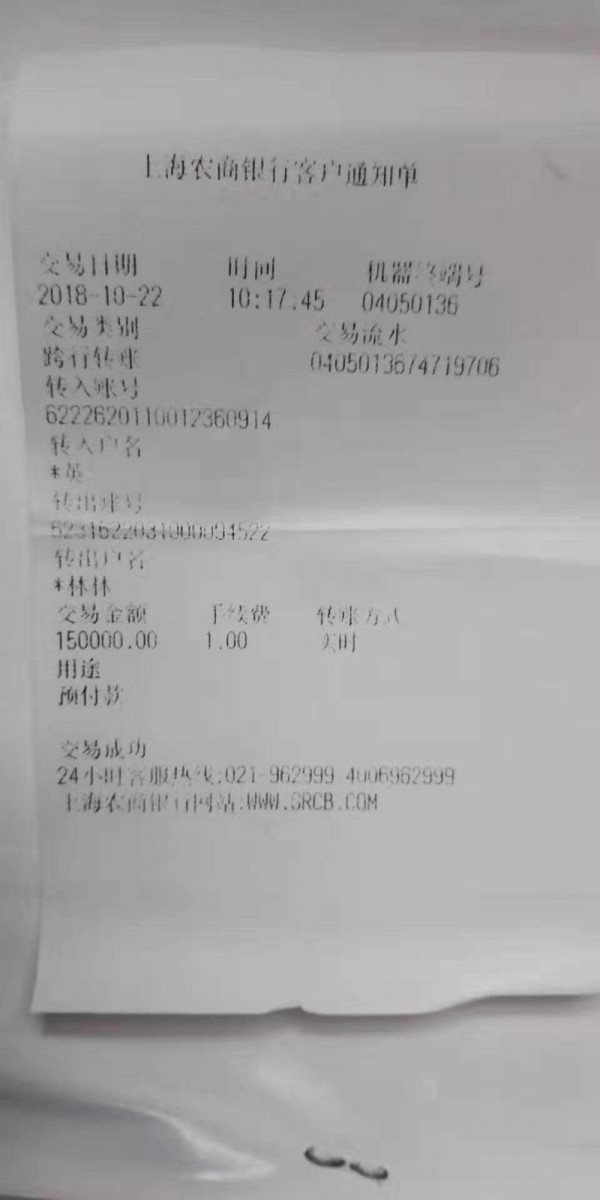 上海农商银行客户通知单
交易日期 时间 机器终端号
2018-10-22 10:17.45 04050136
交易类别 交易流水
跨行转账 0405013674719706
转入账号
6222620110012360914
转入户名
*英
转出账号
6231622031000094522
转出户名
*林林
交易金额 手续费 转账方式
150000.00 1.00 实时
用途
预付款
交易成功
24小时客服热线:021-962999 4006962999
上海农商银行网站:WWW.SRCB.COM